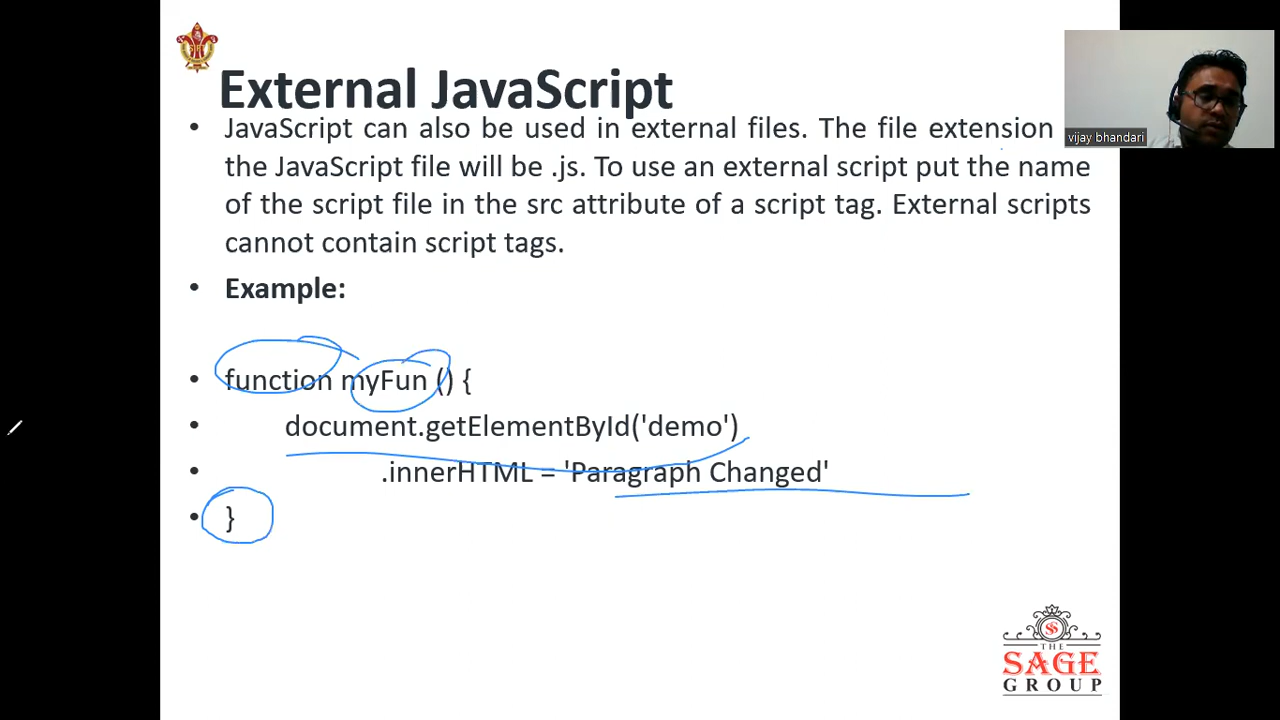 External JavaScript
• JavaScript can also be used in external files. The file extension
the JavaScript file will be .js. To use an external script put the name
of the script file in the src attribute of a script tag. External scripts
cannot contain script tags.
• Example:
• function myFun () {
• document.getElementById('demo')
• .innerHTML = 'Paragraph Changed'
• }
vijay bhandari
THE
SAGE
GROUP